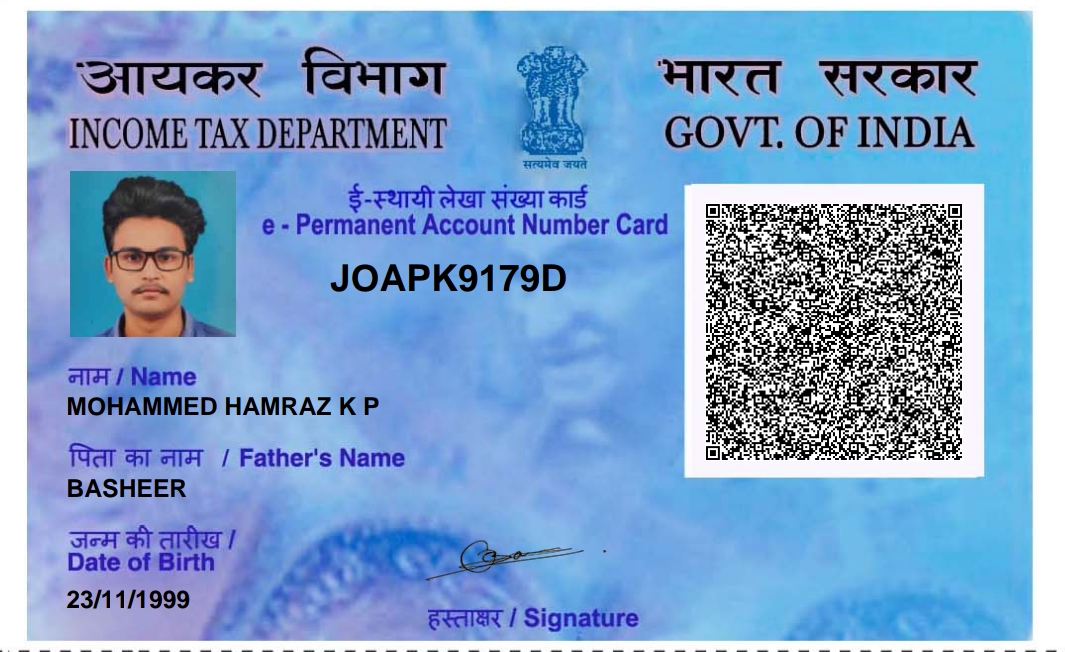 आयकर विभाग
INCOME TAX DEPARTMENT
सत्यमेव जयते
भारत सरकार
GOVT. OF INDIA
ई-स्थायी लेखा संख्या कार्ड
e - Permanent Account Number Card
JOAPK9179D
नाम / Name
MOHAMMED HAMRAZ K P
पिता का नाम / Father's Name
BASHEER
जन्म की तारीख /
Date of Birth
23/11/1999
हस्ताक्षर / Signature